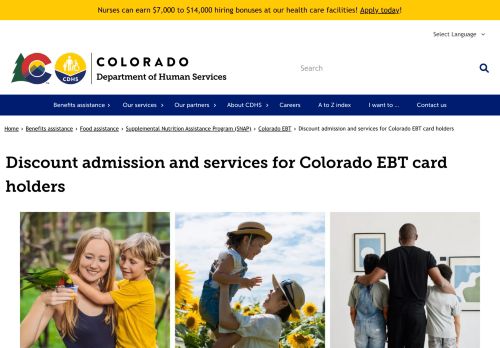 Nurses can earn $7,000 to $14,000 hiring bonuses at our health care facilities! Apply today!
Select Language
C
CDHS
COLORADO
Department of Human Services
Search
Benefits assistance › Our services › Our partners › About CDHS › Careers A to Z index I want to ... Contact us
Home › Benefits assistance › Food assistance › Supplemental Nutrition Assistance Program (SNAP) › Colorado EBT › Discount admission and services for Colorado EBT card holders
Discount admission and services for Colorado EBT card
holders